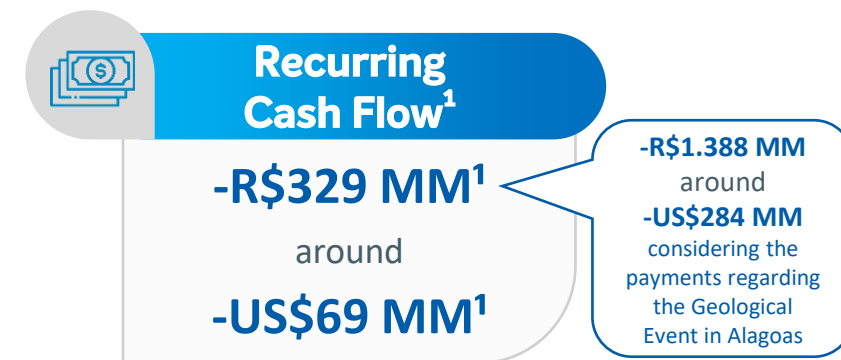 Recurring
Cash Flow¹
-R$329 MM¹
around
-US$69 MM¹
-R$1.388 MM
around
-US$284 MM
considering the
payments regarding
the Geological
Event in Alagoas